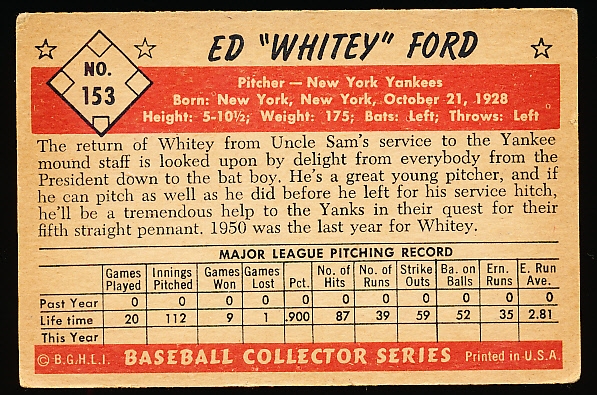 ED "WHITEY" FORD
NO.
153
Pitcher — New York Yankees
Born: New York, New York, October 21, 1928
Height: 5-10½; Weight: 175; Bats: Left; Throws: Left
The return of Whitey from Uncle Sam's service to the Yankee
mound staff is looked upon by delight from everybody from the
President down to the bat boy. He's a great young pitcher, and if
he can pitch as well as he did before he left for his service hitch,
he'll be a tremendous help to the Yanks in their quest for their
fifth straight pennant. 1950 was the last year for Whitey.
MAJOR LEAGUE PITCHING RECORD
Games Played Innings Pitched Games Won Games Lost Pct. No. of Hits No. of Runs Strike Outs Ba. on Balls Ern. Runs E. Run Ave.
Past Year 0 0 0 0 0 0 0 0 0 0 0
Life time 20 112 9 1 .900 87 39 59 52 35 2.81
This Year
© B.G.H.L.I. BASEBALL COLLECTOR SERIES Printed in U.S.A.